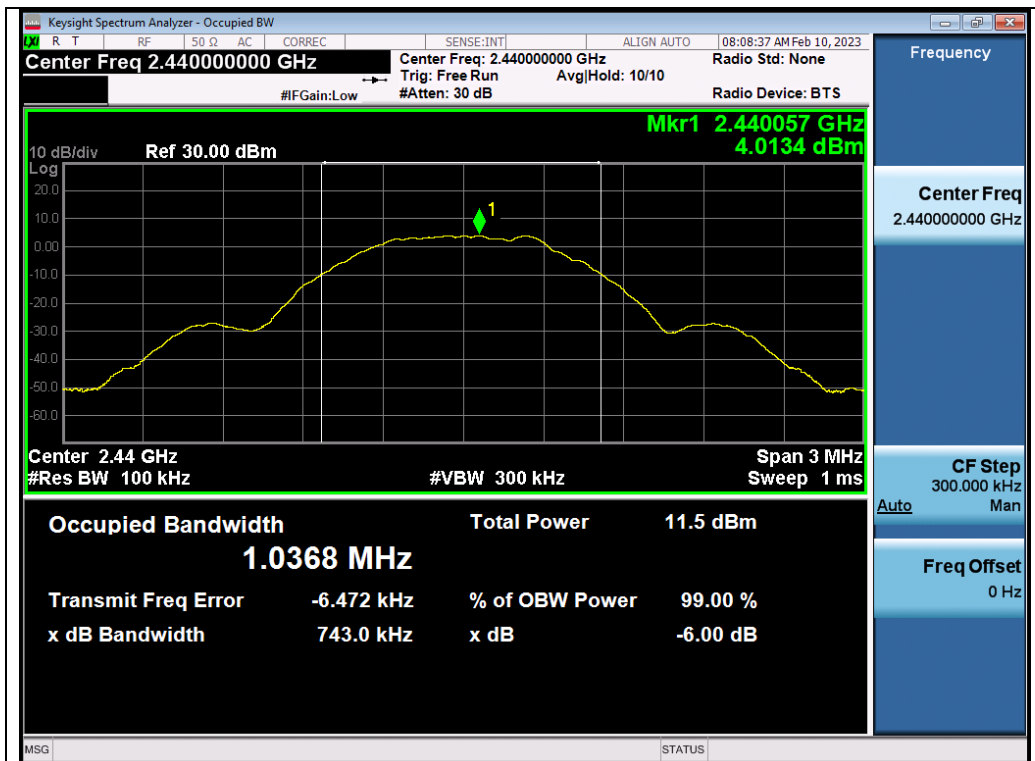 Keysight Spectrum Analyzer - Occupied BW
LXI R T RF 50 Ω AC CORREC SENSE:INT ALIGN AUTO 08:08:37 AM Feb 10, 2023
Center Freq 2.440000000 GHz
Center Freq: 2.440000000 GHz
Radio Std: None
Trig: Free Run Avg|Hold: 10/10
#IFGain:Low
#Atten: 30 dB
Radio Device: BTS
Mkr1 2.440057 GHz
4.0134 dBm
10 dB/div Ref 30.00 dBm
Log
20.0
10.0
0.00
-10.0
-20.0
-30.0
-40.0
-50.0
-60.0
1
Center 2.44 GHz Span 3 MHz
#Res BW 100 kHz #VBW 300 kHz Sweep 1 ms
Occupied Bandwidth Total Power 11.5 dBm
1.0368 MHz
Transmit Freq Error -6.472 kHz % of OBW Power 99.00 %
x dB Bandwidth 743.0 kHz x dB -6.00 dB
Frequency
Center Freq
2.440000000 GHz
CF Step
300.000 kHz
Auto Man
Freq Offset
0 Hz
MSG STATUS